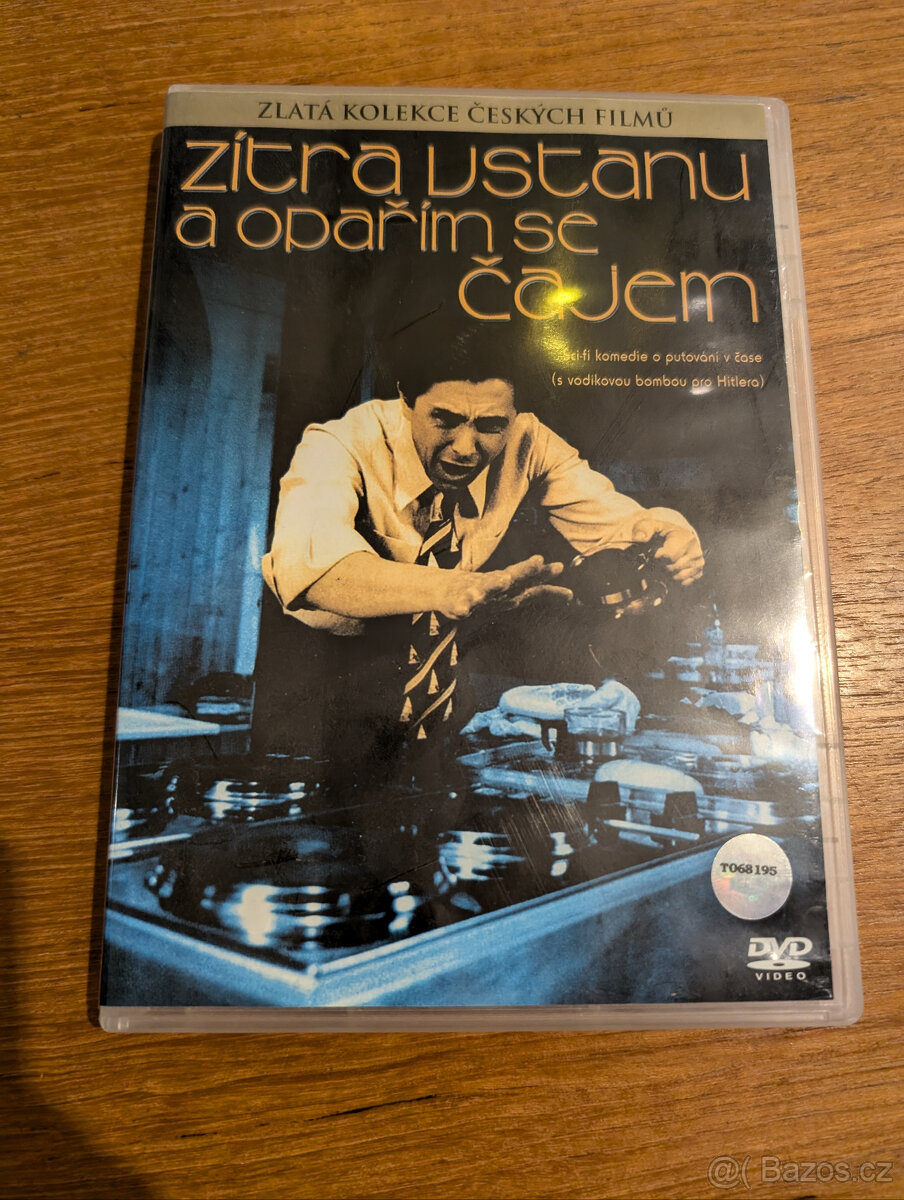 ZLATÁ KOLEKCE ČESKÝCH FILMŮ
zítra vstanu
a opařím se
čajem
Sci-fi komedie o putování v čase
(s vodíkovou bombou pro Hitlera)
T068195
DVD
VIDEO
@( Bazos.cz